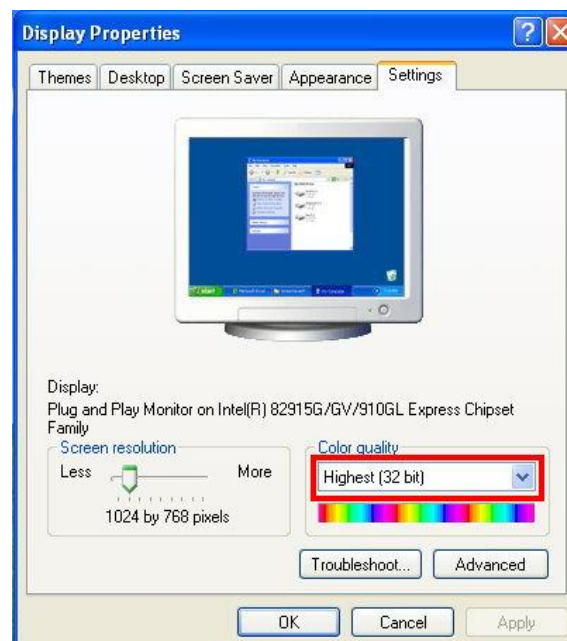 Display Properties
Themes Desktop Screen Saver Appearance Settings
start
Display:
Plug and Play Monitor on Intel(R) 82915G/GV/910GL Express Chipset
Family
Screen resolution
Less More
1024 by 768 pixels
Color quality
Highest (32 bit)
Troubleshoot... Advanced
OK Cancel Apply